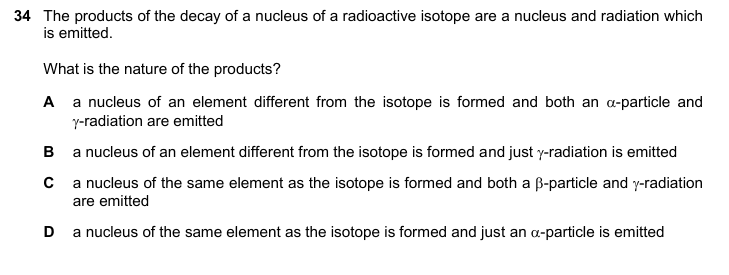 34 The products of the decay of a nucleus of a radioactive isotope are a nucleus and radiation which
is emitted.
What is the nature of the products?
A a nucleus of an element different from the isotope is formed and both an α-particle and
γ-radiation are emitted
B a nucleus of an element different from the isotope is formed and just γ-radiation is emitted
C a nucleus of the same element as the isotope is formed and both a β-particle and γ-radiation
are emitted
D a nucleus of the same element as the isotope is formed and just an α-particle is emitted